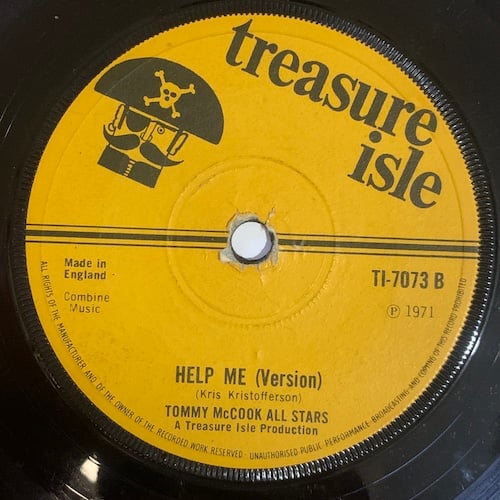 treasure
isle
Made in
England
Combine
Music
TI-7073 B
℗ 1971
HELP ME (Version)
(Kris Kristofferson)
TOMMY McCOOK ALL STARS
A Treasure Isle Production
ALL RIGHTS OF THE MANUFACTURER AND OF THE OWNER OF THE RECORDED WORK RESERVED · UNAUTHORISED PUBLIC PERFORMANCE BROADCASTING AND COPYING OF THIS RECORD PROHIBITED